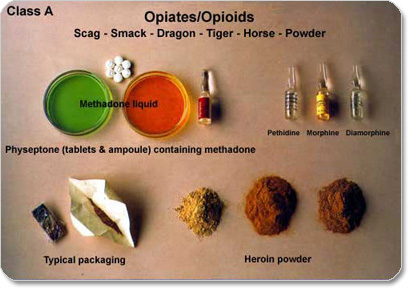 Class A
Opiates/Opioids
Scag - Smack - Dragon - Tiger - Horse - Powder
Methadone liquid
Pethidine Morphine Diamorphine
Physeptone (tablets & ampoule) containing methadone
Typical packaging
Heroin powder